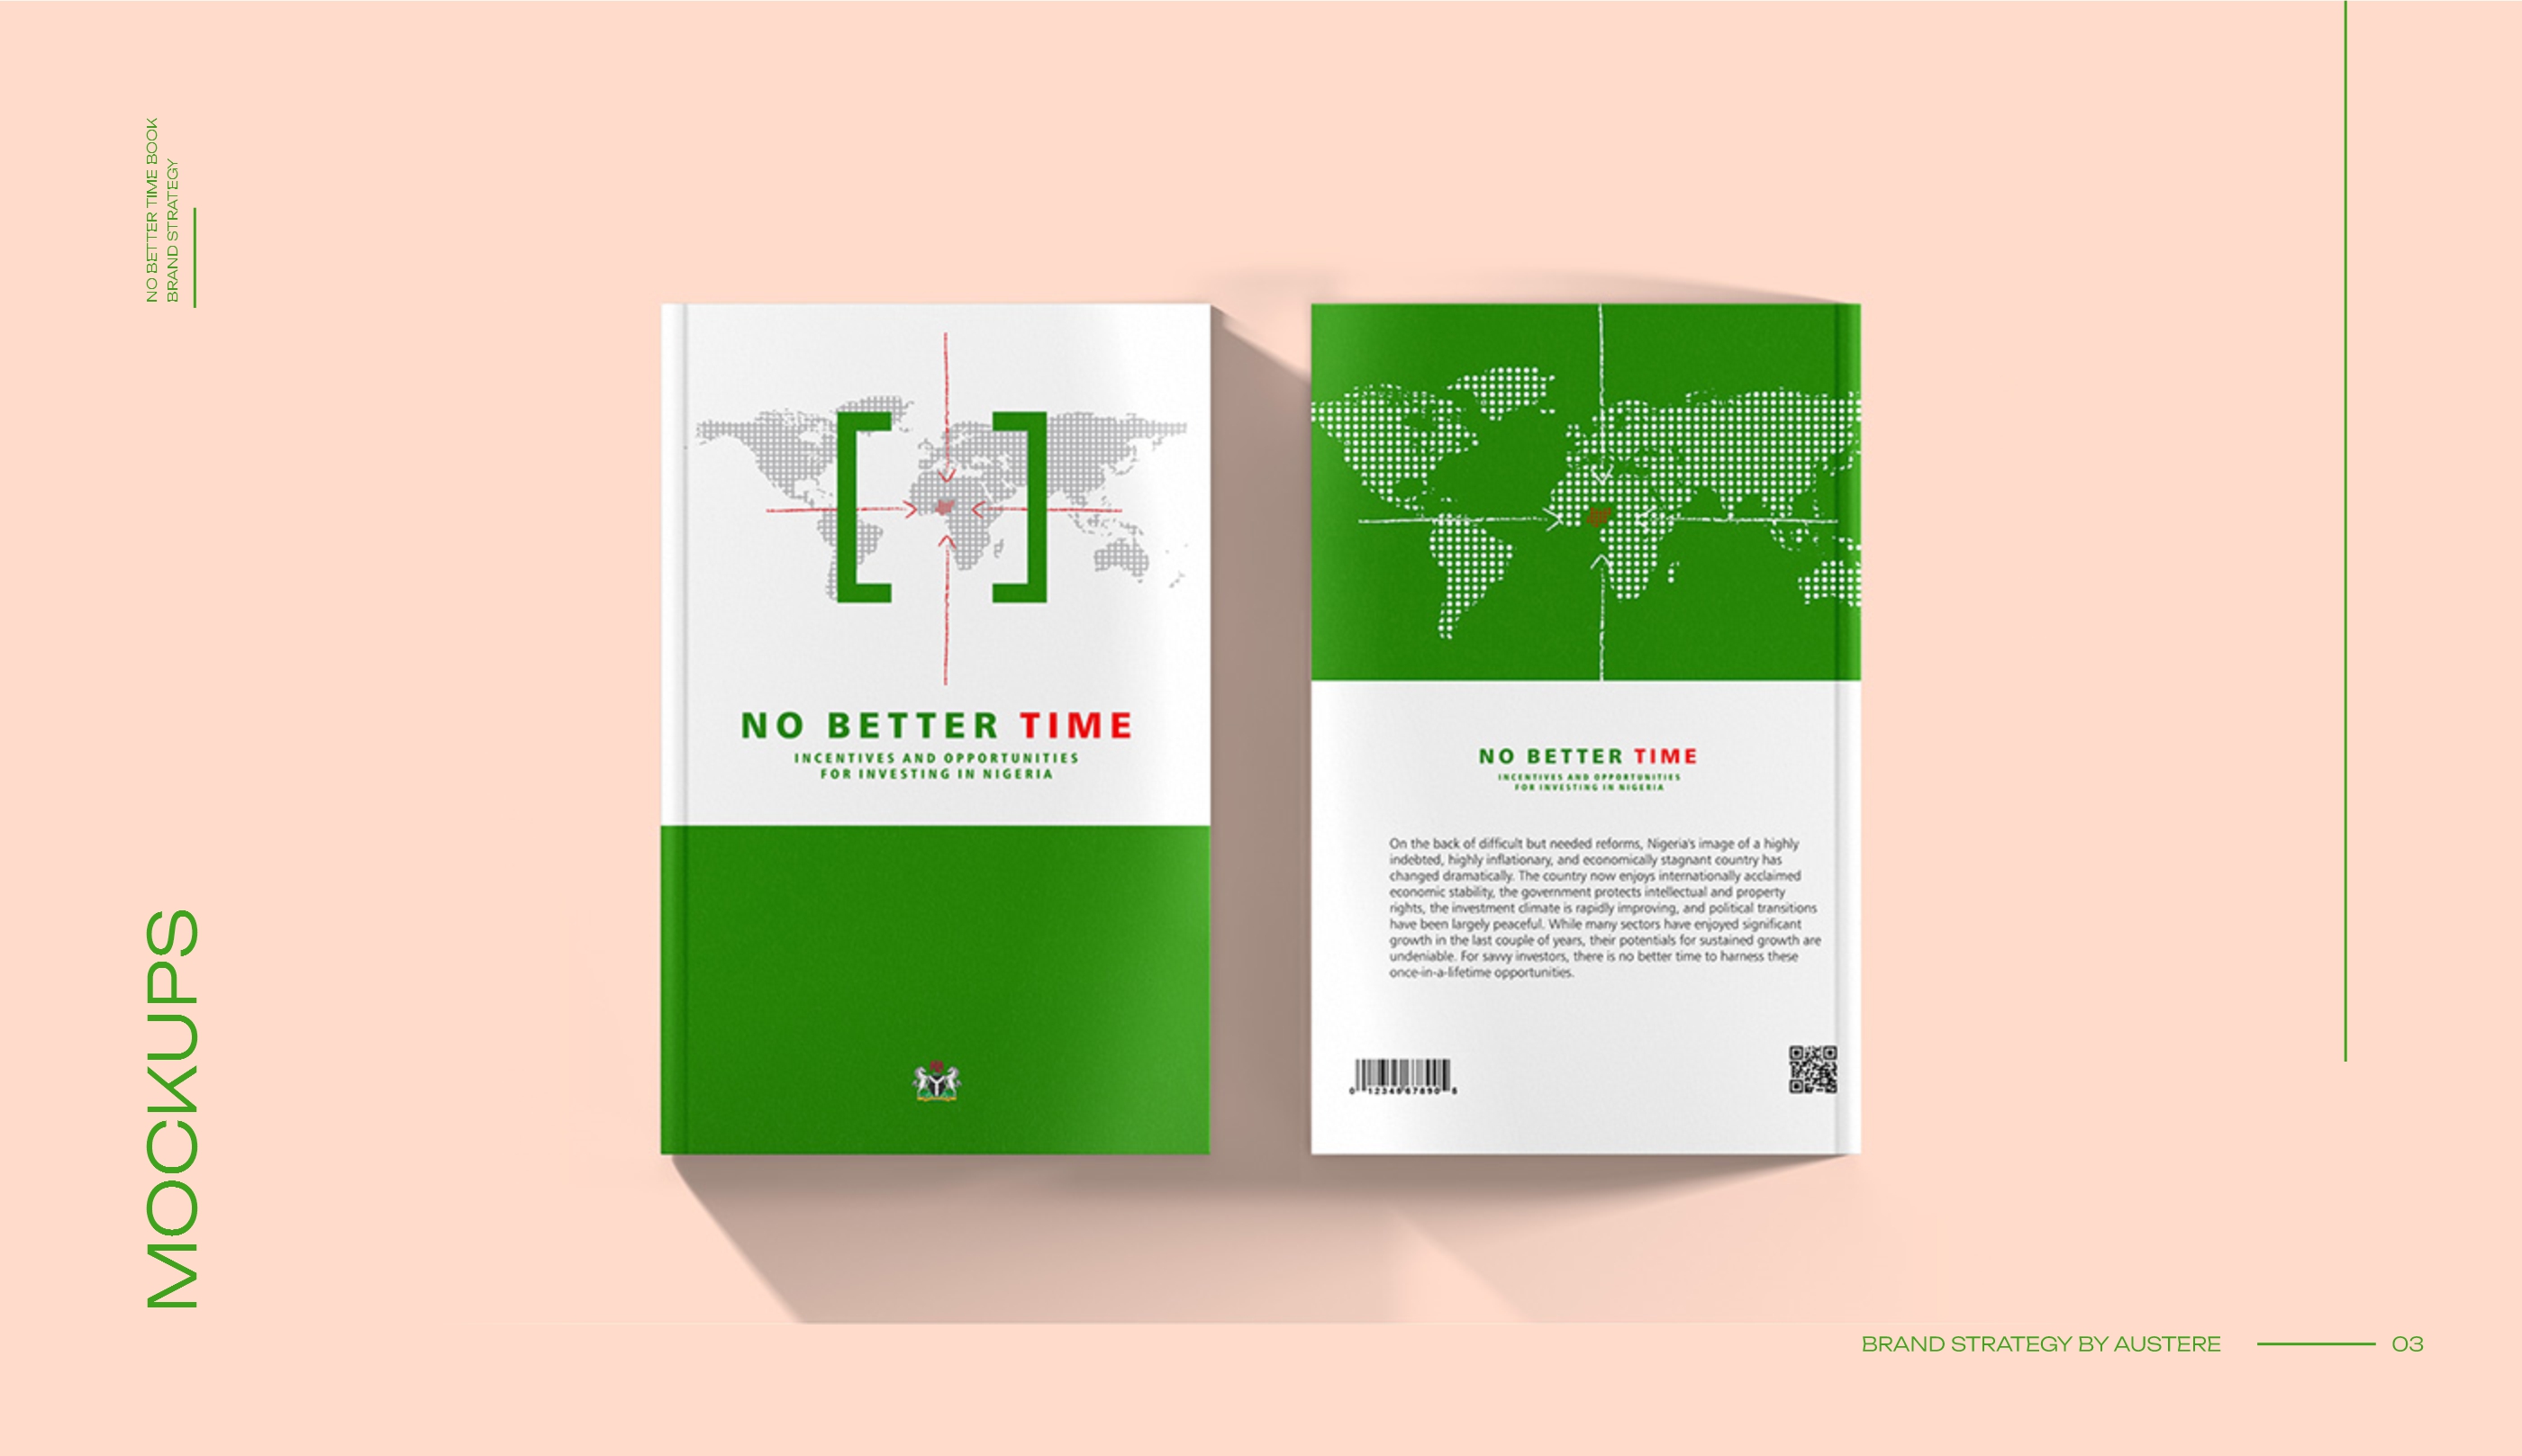 NO BETTER TIME BOOK
BRAND STRATEGY
MOCKUPS
NO BETTER TIME
INCENTIVES AND OPPORTUNITIES
FOR INVESTING IN NIGERIA
NO BETTER TIME
INCENTIVES AND OPPORTUNITIES
FOR INVESTING IN NIGERIA
On the back of difficult but needed reforms, Nigeria's image of a highly
indebted, highly inflationary, and economically stagnant country has
changed dramatically. The country now enjoys internationally acclaimed
economic stability, the government protects intellectual and property
rights, the investment climate is rapidly improving, and political transitions
have been largely peaceful. While many sectors have enjoyed significant
growth in the last couple of years, their potentials for sustained growth are
undeniable. For savvy investors, there is no better time to harness these
once-in-a-lifetime opportunities.
BRAND STRATEGY BY AUSTERE
03